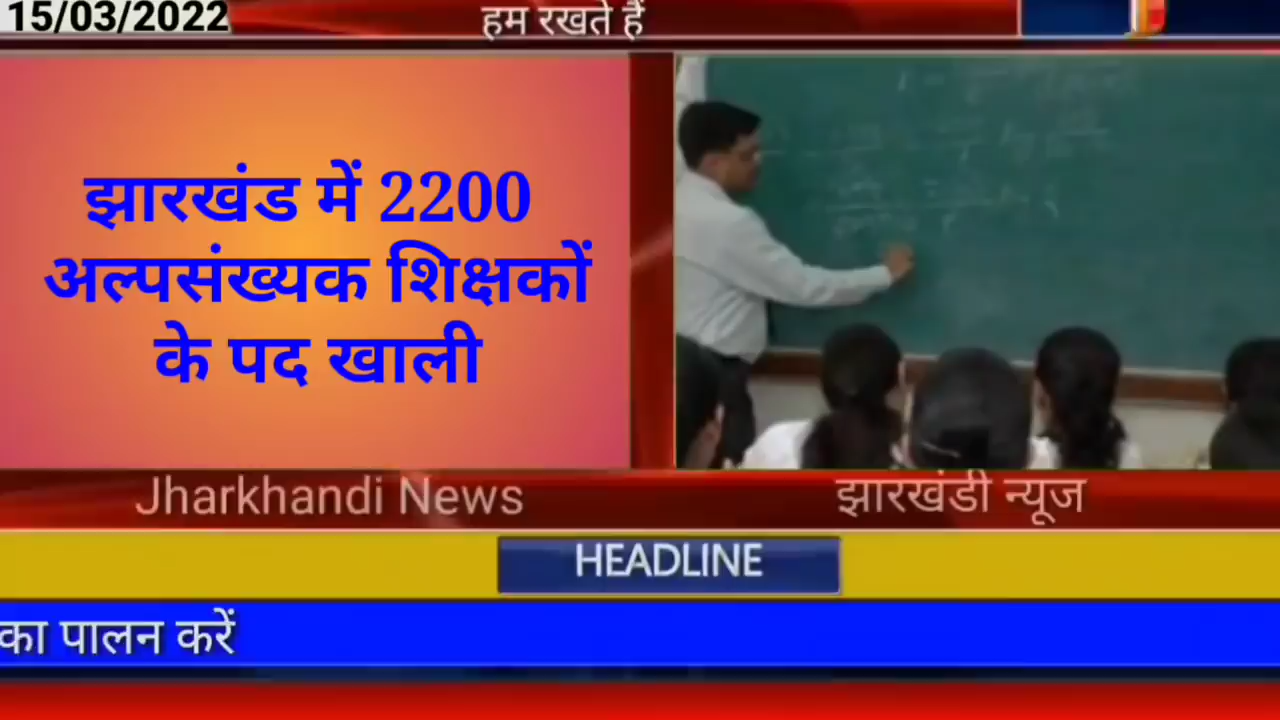 15/03/2022
हम रखते हैं
झारखंड में 2200
अल्पसंख्यक शिक्षकों
के पद खाली
Jharkhandi News
झारखंडी न्यूज
HEADLINE
का पालन करें